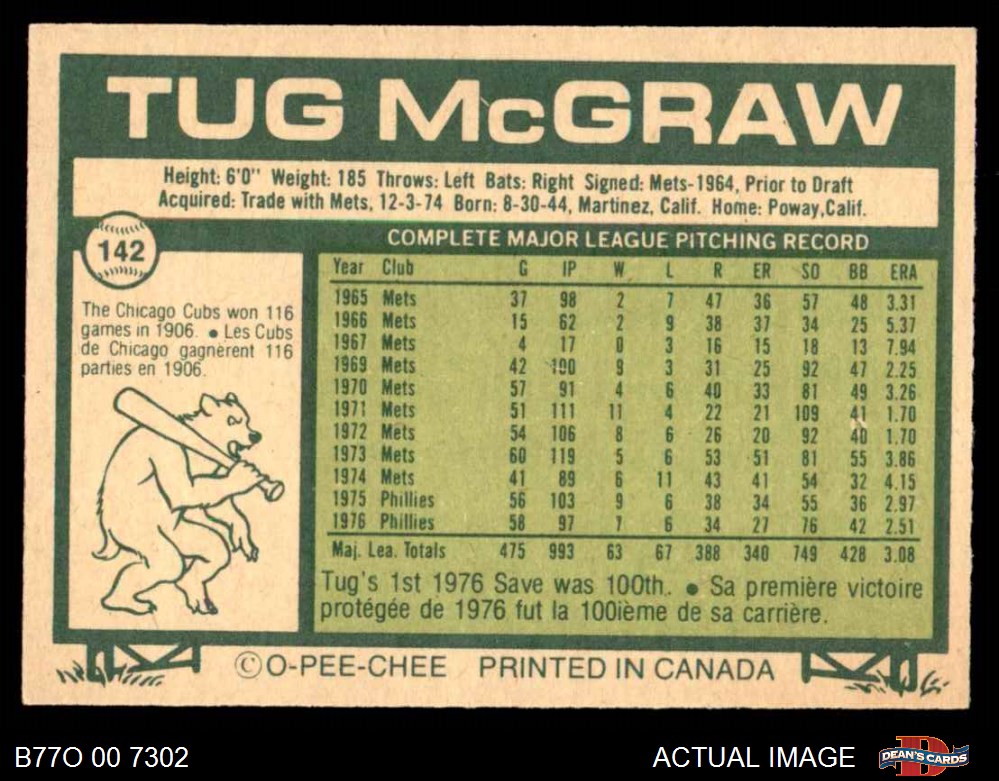 TUG McGRAW
Height: 6'0" Weight: 185 Throws: Left Bats: Right Signed: Mets-1964, Prior to Draft
Acquired: Trade with Mets, 12-3-74 Born: 8-30-44, Martinez, Calif. Home: Poway,Calif.
142
The Chicago Cubs won 116
games in 1906. • Les Cubs
de Chicago gagnèrent 116
parties en 1906.
COMPLETE MAJOR LEAGUE PITCHING RECORD
Year Club G IP W L R ER SO BB ERA
1965 Mets 37 98 2 7 47 36 57 48 3.31
1966 Mets 15 62 2 9 38 37 34 25 5.37
1967 Mets 4 17 0 3 16 15 18 13 7.94
1969 Mets 42 100 9 3 31 25 92 47 2.25
1970 Mets 57 91 4 6 40 33 81 49 3.26
1971 Mets 51 111 11 4 22 21 109 41 1.70
1972 Mets 54 106 8 6 26 20 92 40 1.70
1973 Mets 60 119 5 6 53 51 81 55 3.86
1974 Mets 41 89 6 11 43 41 54 32 4.15
1975 Phillies 56 103 9 6 38 34 55 36 2.97
1976 Phillies 58 97 7 6 34 27 76 42 2.51
Maj. Lea. Totals 475 993 63 67 388 340 749 428 3.08
Tug's 1st 1976 Save was 100th. • Sa première victoire
protégée de 1976 fut la 100ième de sa carrière.
©O-PEE-CHEE PRINTED IN CANADA
B77O 00 7302
ACTUAL IMAGE
DEAN'S CARDS